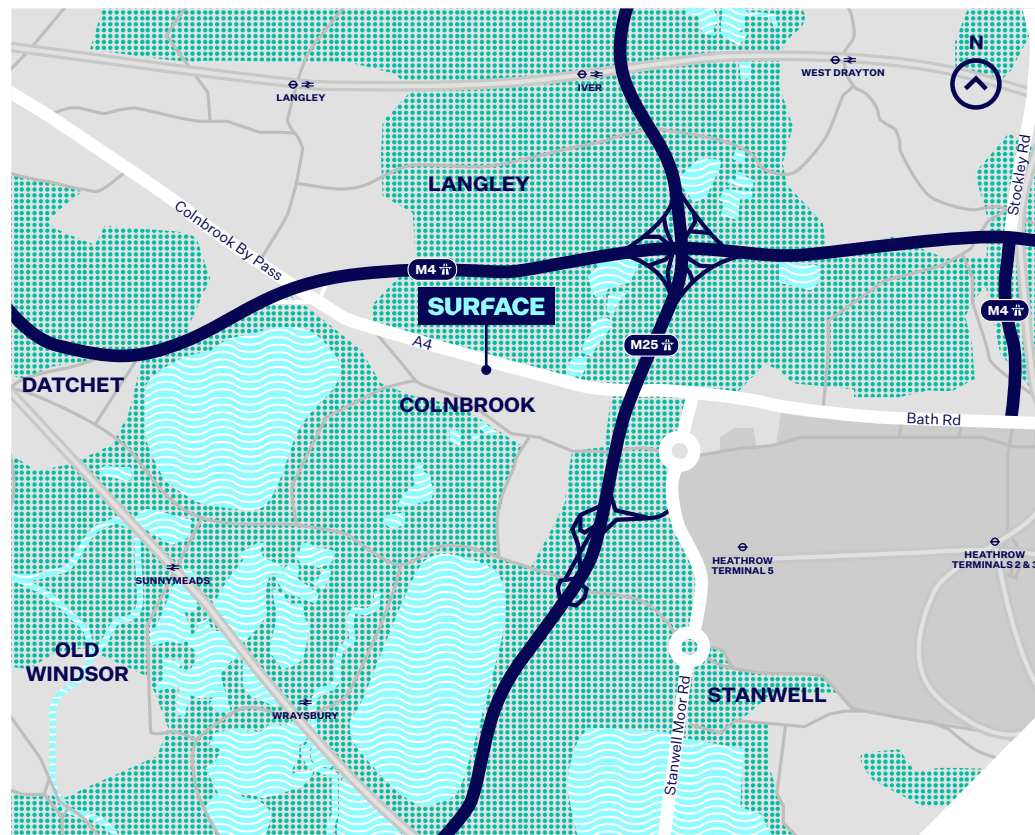 N
WEST DRAYTON
IVER
LANGLEY
Stockley Rd
LANGLEY
Colnbrook By Pass
M4
SURFACE
M4
M25
A4
DATCHET
COLNBROOK
Bath Rd
HEATHROW
TERMINAL 5
HEATHROW
TERMINALS 2 & 3
SUNNYMEADS
OLD
WINDSOR
STANWELL
WRAYSBURY
Stanwell Moor Rd